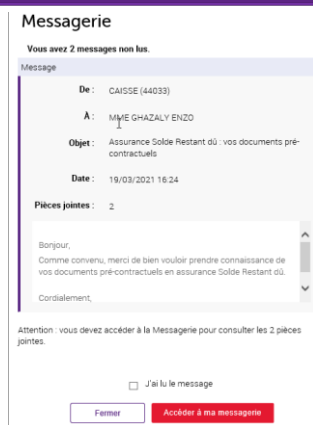 Messagerie
Vous avez 2 messages non lus.
Message
De : CAISSE (44033)
À : MME GHAZALY ENZO
Objet : Assurance Solde Restant dû : vos documents pré-
contractuels
Date : 19/03/2021 16:24
Pièces jointes : 2
Bonjour,
Comme convenu, merci de bien vouloir prendre connaissance de
vos documents pré-contractuels en assurance Solde Restant dû.
Cordialement,
Attention : vous devez accéder à la Messagerie pour consulter les 2 pièces
jointes.
J'ai lu le message
Fermer Accéder à ma messagerie